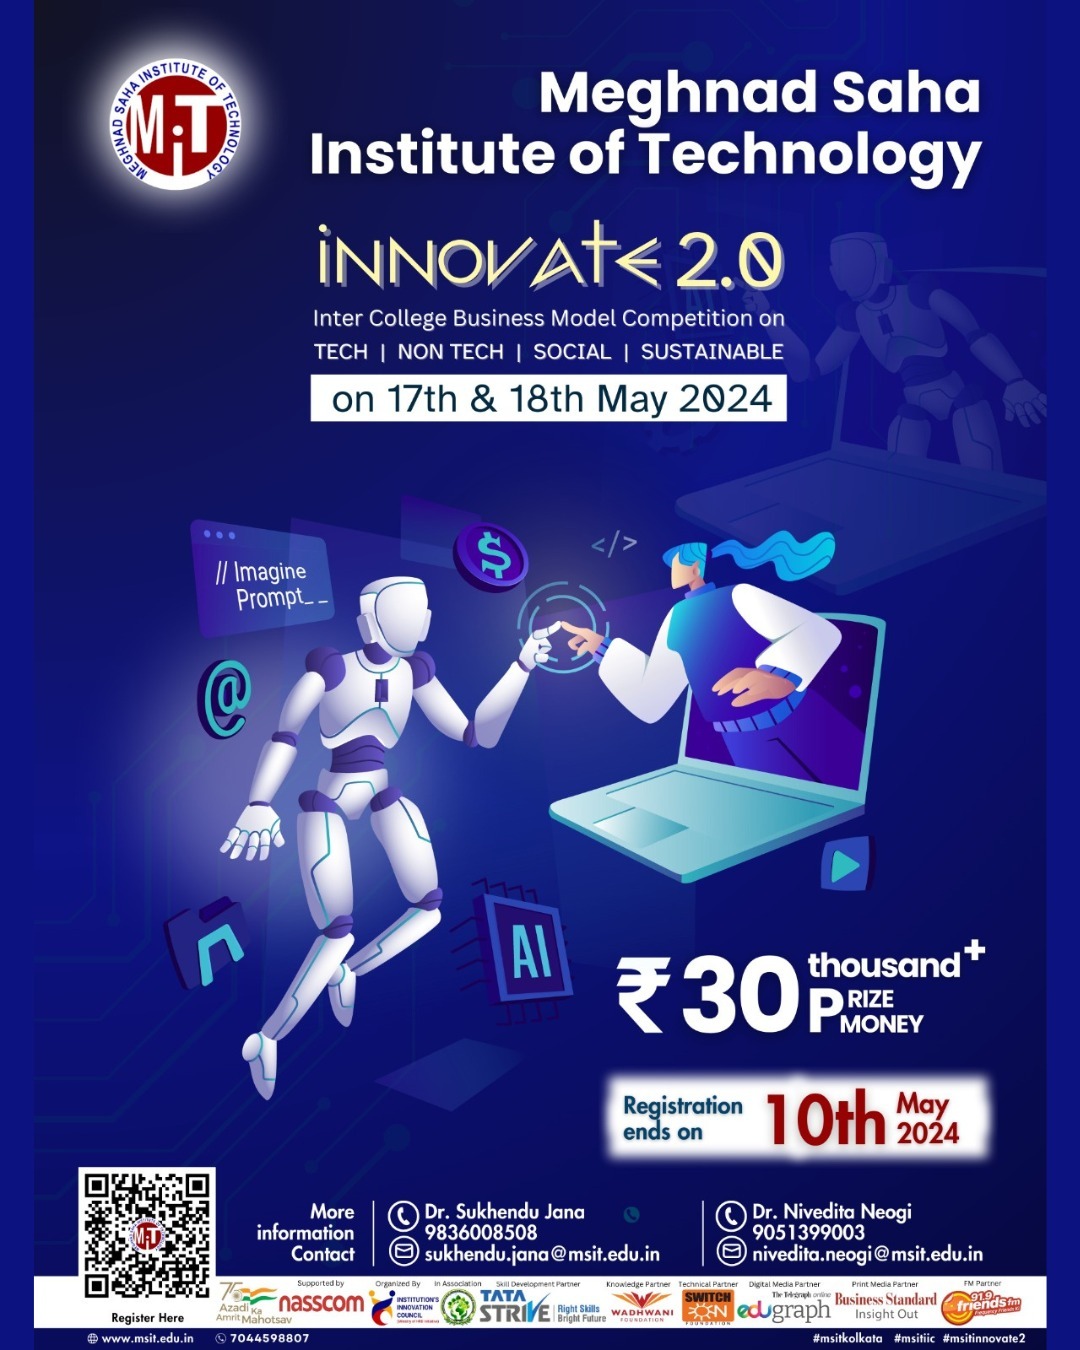 MEGHNAD SAHA INSTITUTE OF TECHNOLOGY
MiT
Meghnad Saha
Institute of Technology
iNNOVATE 2.0
Inter College Business Model Competition on
TECH | NON TECH | SOCIAL | SUSTAINABLE
on 17th & 18th May 2024
// Imagine
Prompt_ _
$
</>
@
AI
₹ 30 thousand+
PRIZE
MONEY
Registration
ends on
10th May
2024
More
information
Contact
Dr. Sukhendu Jana
9836008508
sukhendu.jana@msit.edu.in
Dr. Nivedita Neogi
9051399003
nivedita.neogi@msit.edu.in
MiT
Register Here
75
Azadi Ka
Amrit Mahotsav
Supported by
nasscom
Organized By
INSTITUTION'S
INNOVATION
COUNCIL
In Association
Skill Development Partner
TATA
STRIVE
Right Skills
Bright Future
Knowledge Partner
WADHWANI
FOUNDATION
Technical Partner
SWITCH
ON
FOUNDATION
Digital Media Partner
The Telegraph online
edugraph
Print Media Partner
Business Standard
Insight Out
FM Partner
91.9
friends fm
www.msit.edu.in
7044598807
#msitkolkata #msitiic #msitinnovate2